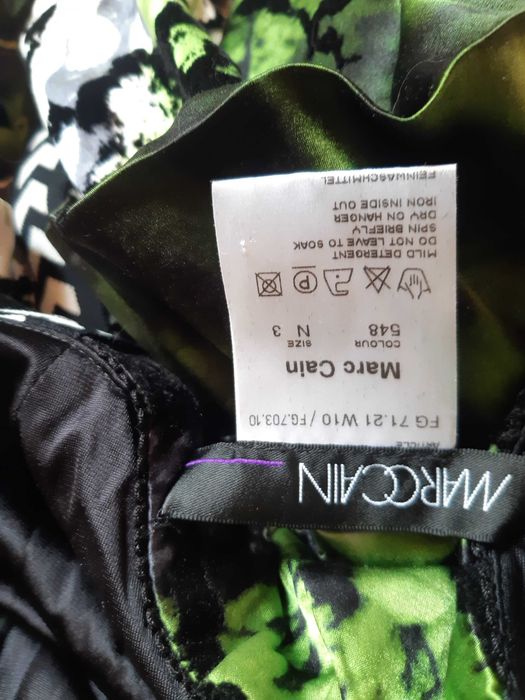 MARCCAIN
ARTICLE
FG 71.21 W10 / FG.703.10
Marc Cain
COLOUR SIZE
548 N 3
P
MILD DETERGENT
DO NOT LEAVE TO SOAK
SPIN BRIEFLY
DRY ON HANGER
IRON INSIDE OUT
FEINWASCHMITTEL